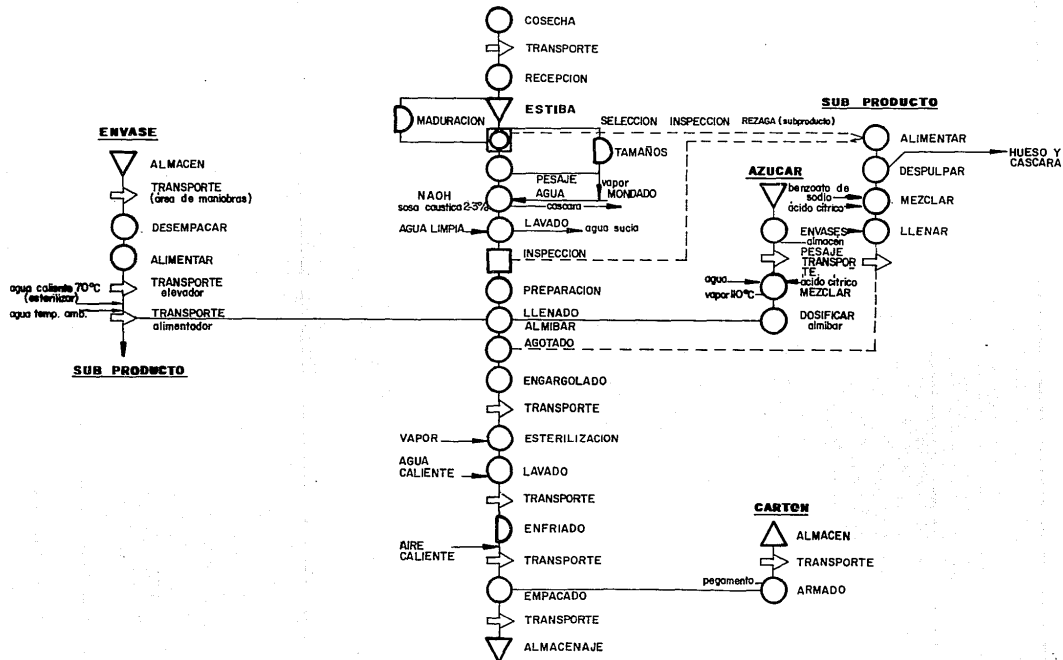 COSECHA
TRANSPORTE
RECEPCION
ESTIBA
MADURACION
SELECCION INSPECCION REZAGA (subproducto)
TAMAÑOS
PESAJE
vapor
MONDADO
NAOH
sosa caustica 2-3%
AGUA
cascara
AGUA LIMPIA
LAVADO
agua sucia
INSPECCION
PREPARACION
LLENADO
ALMIBAR
AGOTADO
ENGARGOLADO
TRANSPORTE
VAPOR
ESTERILIZACION
AGUA
CALIENTE
LAVADO
TRANSPORTE
ENFRIADO
AIRE
CALIENTE
TRANSPORTE
EMPACADO
TRANSPORTE
ALMACENAJE
ENVASE
ALMACEN
TRANSPORTE
(área de maniobras)
DESEMPACAR
ALIMENTAR
TRANSPORTE
elevador
agua caliente 70°C
(esterilizar)
agua temp. amb.
TRANSPORTE
alimentador
SUB PRODUCTO
SUB PRODUCTO
ALIMENTAR
HUESO Y
CASCARA
DESPULPAR
benzoato de
sodio
ácido cítrico
MEZCLAR
LLENAR
AZUCAR
ENVASES
almacén
PESAJE
TRANSPOR
TE
agua
ácido cítrico
vapor 110°C
MEZCLAR
DOSIFICAR
almibar
CARTON
ALMACEN
TRANSPORTE
pegamento
ARMADO